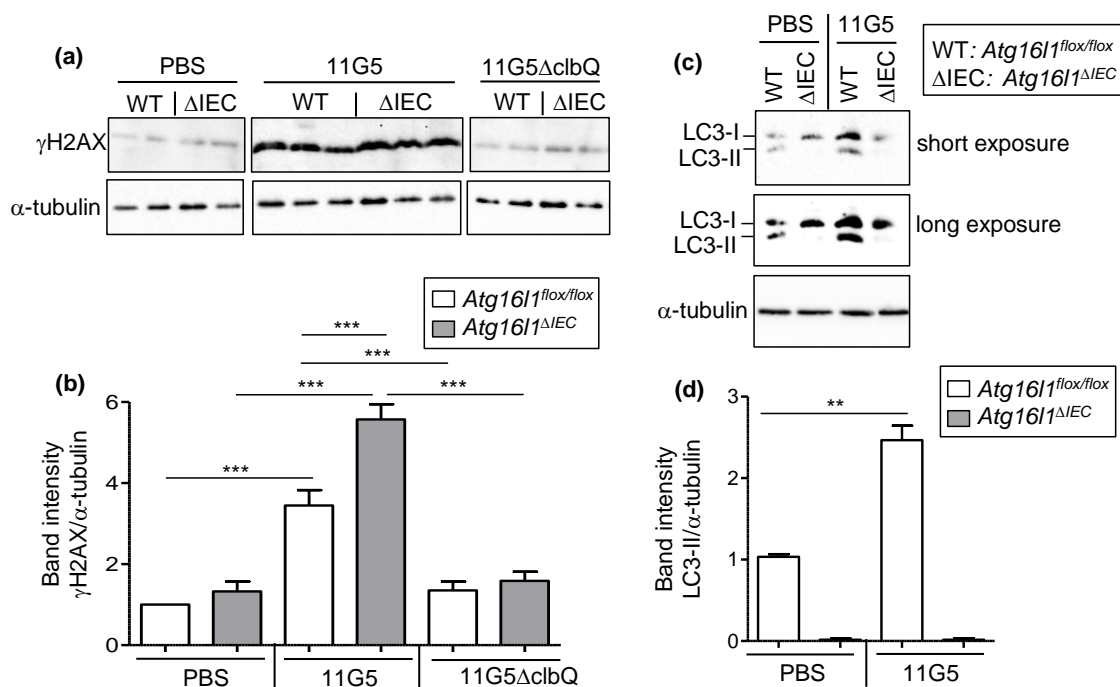 (a)
PBS
11G5
11G5ΔclbQ
WT | ΔIEC
WT | ΔIEC
WT | ΔIEC
γH2AX
α-tubulin
Atg16l1flox/flox
Atg16l1ΔIEC
(b)
Band intensity
γH2AX/α-tubulin
6
4
2
0
***
***
***
***
***
PBS
11G5
11G5ΔclbQ
(c)
PBS
11G5
WT
ΔIEC
WT
ΔIEC
WT: Atg16l1flox/flox
ΔIEC: Atg16l1ΔIEC
LC3-I
LC3-II
short exposure
LC3-I
LC3-II
long exposure
α-tubulin
(d)
Atg16l1flox/flox
Atg16l1ΔIEC
Band intensity
LC3-II/α-tubulin
3
2
1
0
**
PBS
11G5